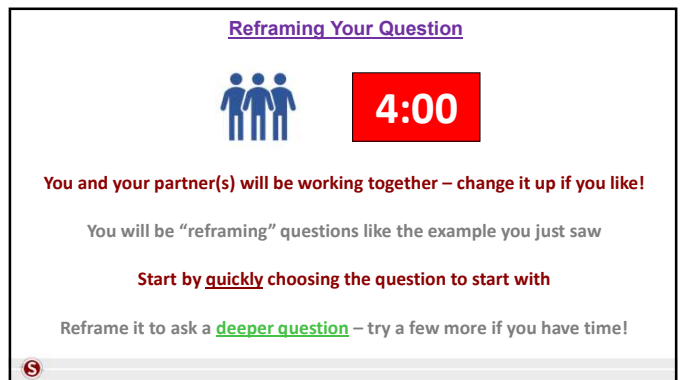 Reframing Your Question
4:00
You and your partner(s) will be working together – change it up if you like!
You will be “reframing” questions like the example you just saw
Start by quickly choosing the question to start with
Reframe it to ask a deeper question – try a few more if you have time!
S